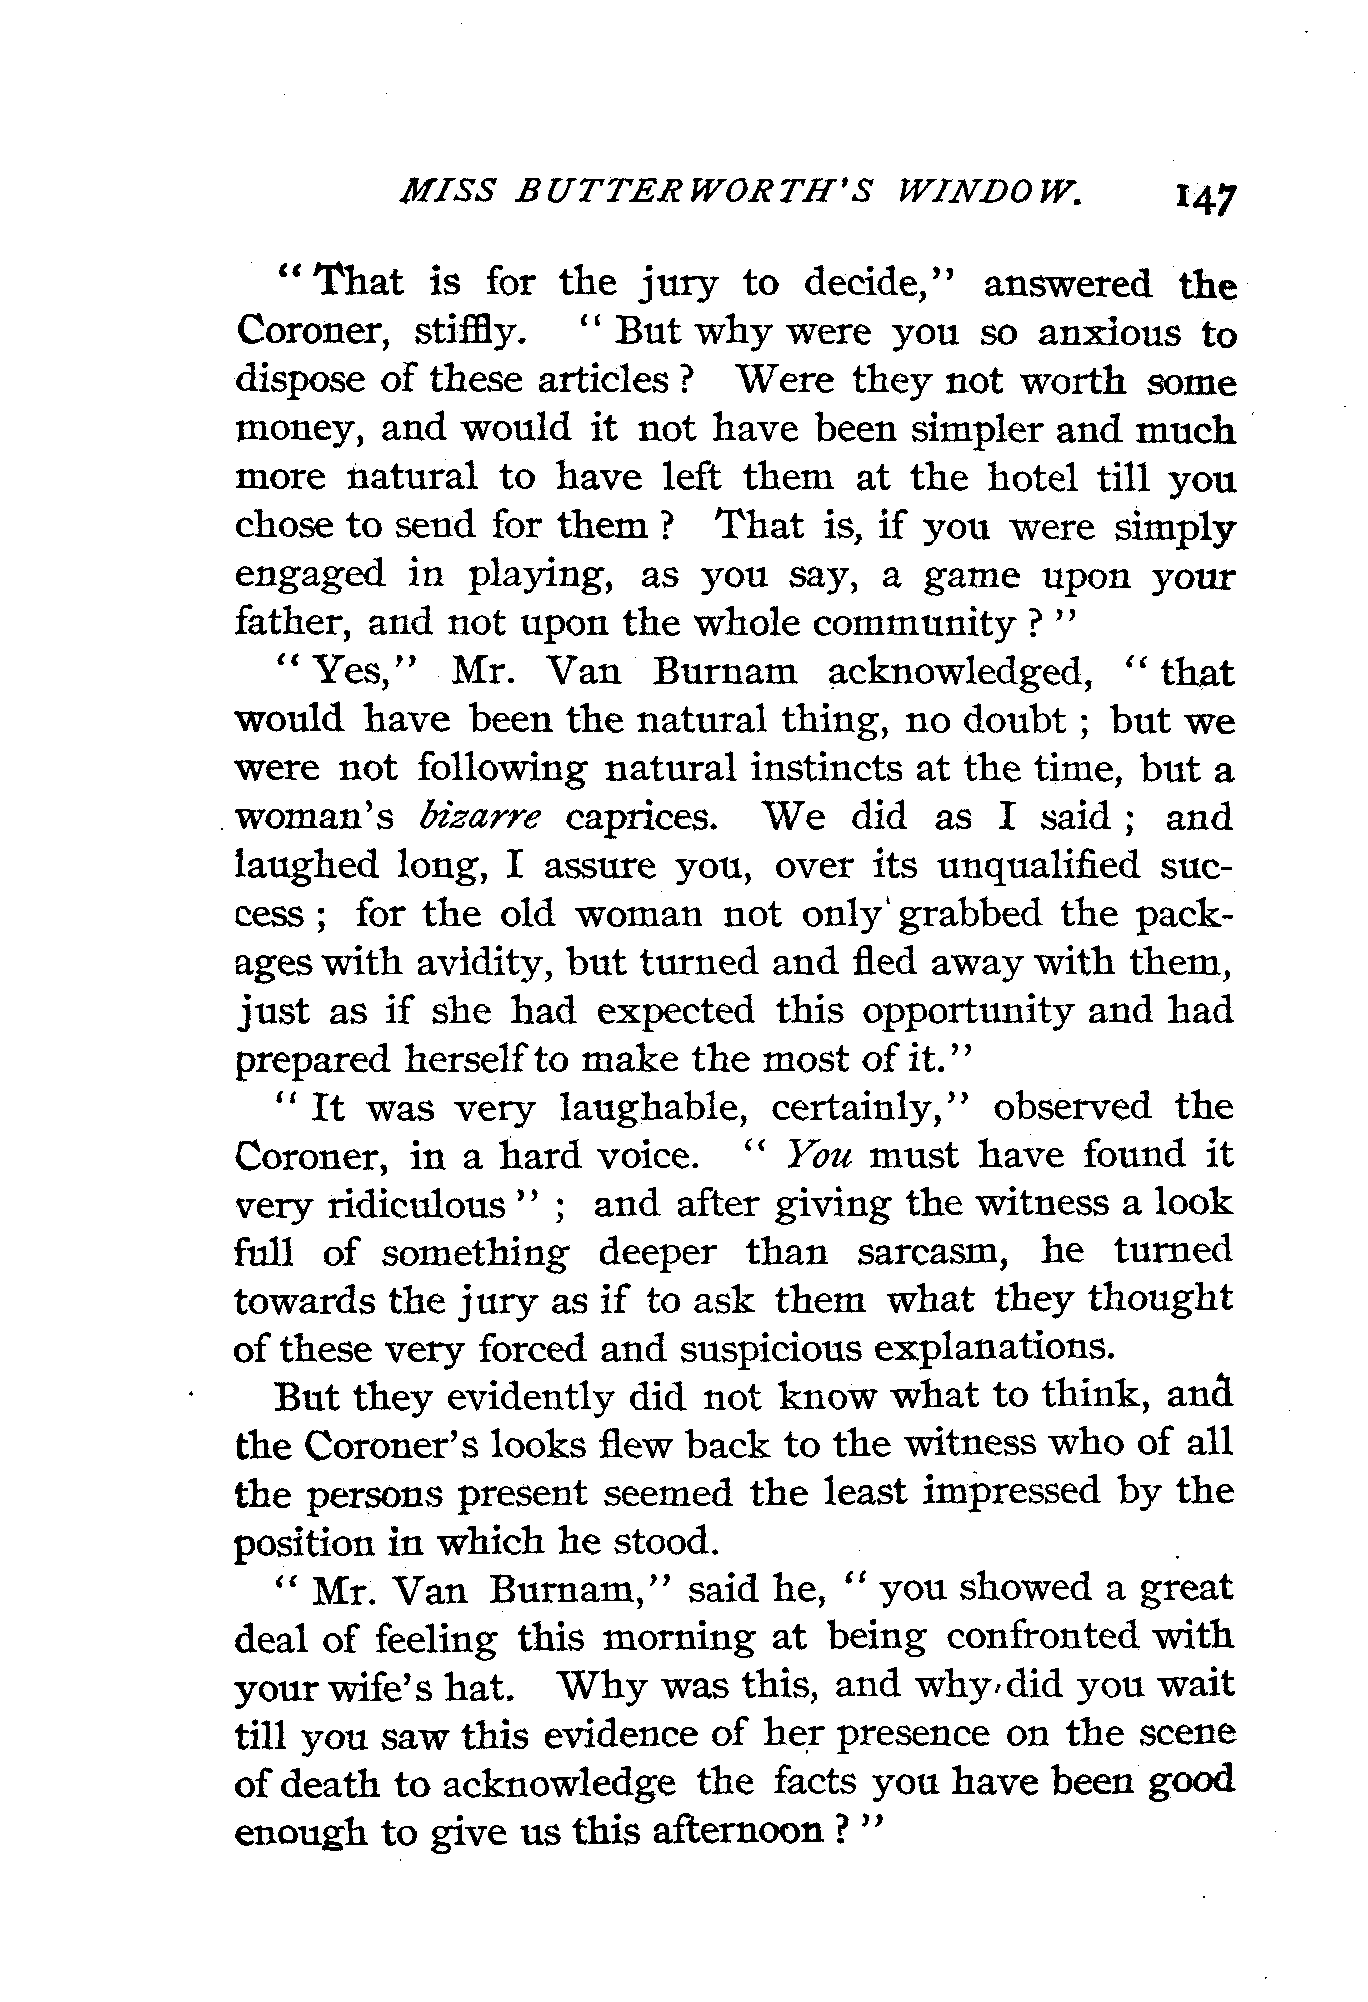 MISS BUTTERWORTH'S WINDOW. 147
"That is for the jury to decide," answered the
Coroner, stiffly. "But why were you so anxious to
dispose of these articles? Were they not worth some
money, and would it not have been simpler and much
more natural to have left them at the hotel till you
chose to send for them? That is, if you were simply
engaged in playing, as you say, a game upon your
father, and not upon the whole community?"
"Yes," Mr. Van Burnam acknowledged, "that
would have been the natural thing, no doubt; but we
were not following natural instincts at the time, but a
woman's bizarre caprices. We did as I said; and
laughed long, I assure you, over its unqualified suc-
cess; for the old woman not only grabbed the pack-
ages with avidity, but turned and fled away with them,
just as if she had expected this opportunity and had
prepared herself to make the most of it."
"It was very laughable, certainly," observed the
Coroner, in a hard voice. "You must have found it
very ridiculous"; and after giving the witness a look
full of something deeper than sarcasm, he turned
towards the jury as if to ask them what they thought
of these very forced and suspicious explanations.
But they evidently did not know what to think, and
the Coroner's looks flew back to the witness who of all
the persons present seemed the least impressed by the
position in which he stood.
"Mr. Van Burnam," said he, "you showed a great
deal of feeling this morning at being confronted with
your wife's hat. Why was this, and why did you wait
till you saw this evidence of her presence on the scene
of death to acknowledge the facts you have been good
enough to give us this afternoon?"